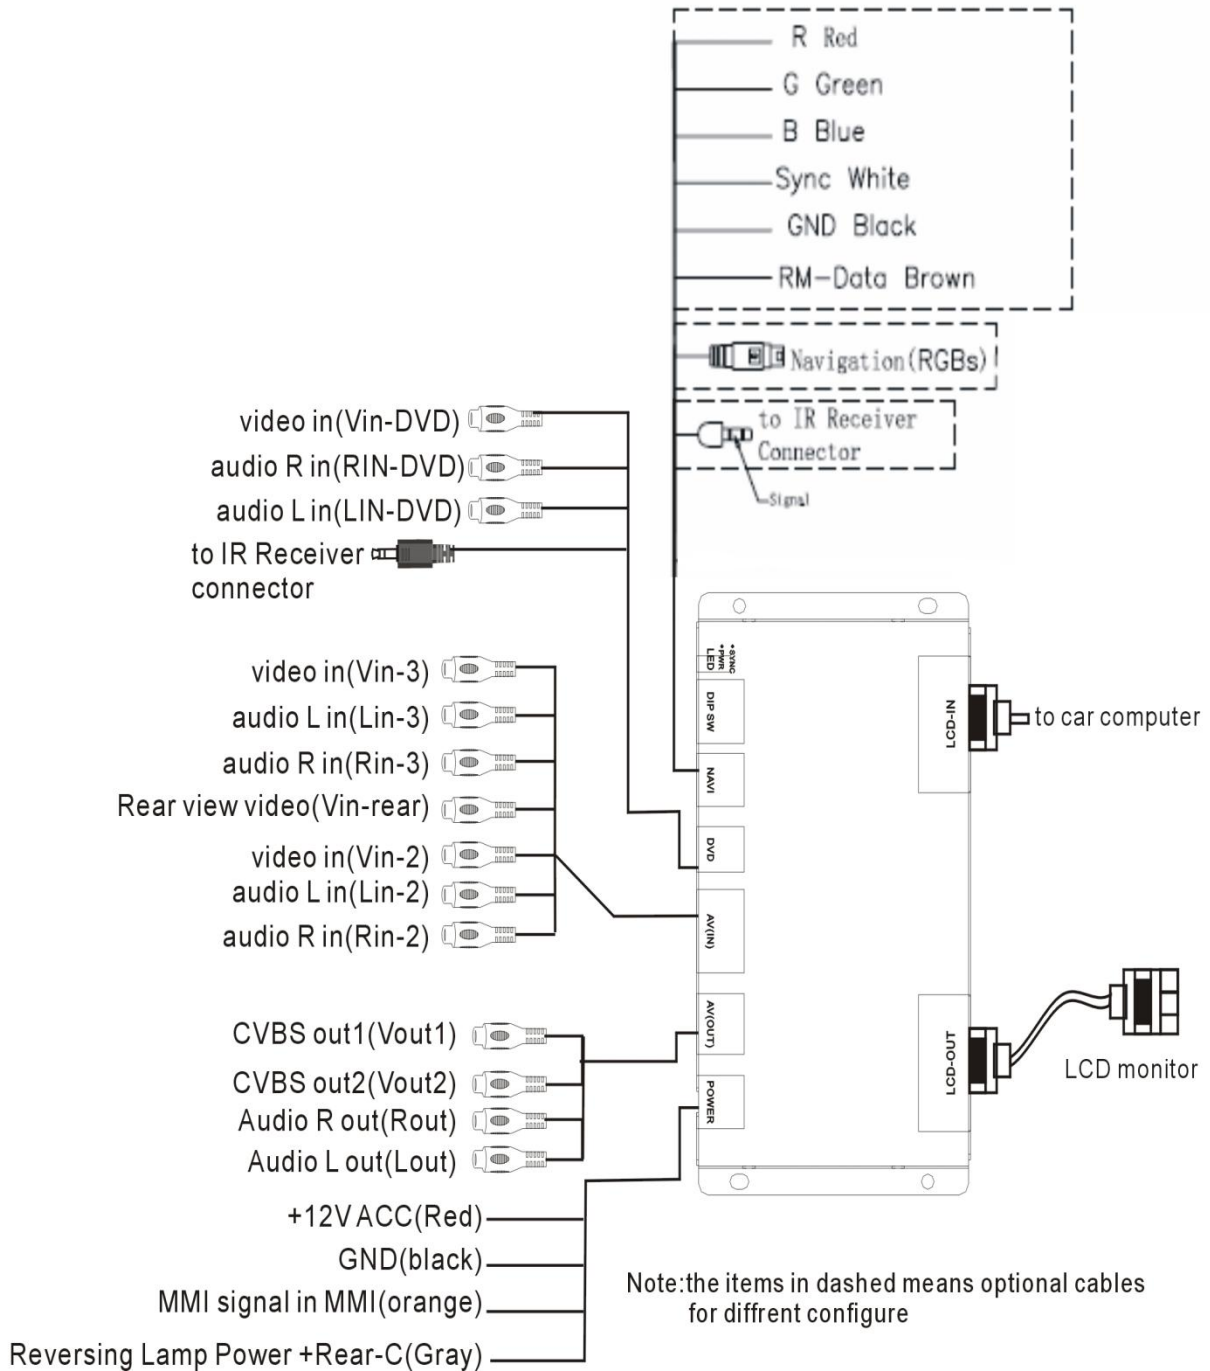 R Red
G Green
B Blue
Sync White
GND Black
RM-Data Brown
Navigation(RGBs)
to IR Receiver
Connector
Signal
video in(Vin-DVD)
audio R in(RIN-DVD)
audio L in(LIN-DVD)
to IR Receiver
connector
video in(Vin-3)
audio L in(Lin-3)
audio R in(Rin-3)
Rear view video(Vin-rear)
video in(Vin-2)
audio L in(Lin-2)
audio R in(Rin-2)
CVBS out1(Vout1)
CVBS out2(Vout2)
Audio R out(Rout)
Audio L out(Lout)
+12V ACC(Red)
GND(black)
MMI signal in MMI(orange)
Reversing Lamp Power +Rear-C(Gray)
•SYNC
•PWR
LED
DIP SW
NAVI
DVD
AV(IN)
AV(OUT)
POWER
LCD-IN
to car computer
LCD-OUT
LCD monitor
Note:the items in dashed means optional cables
for diffrent configure